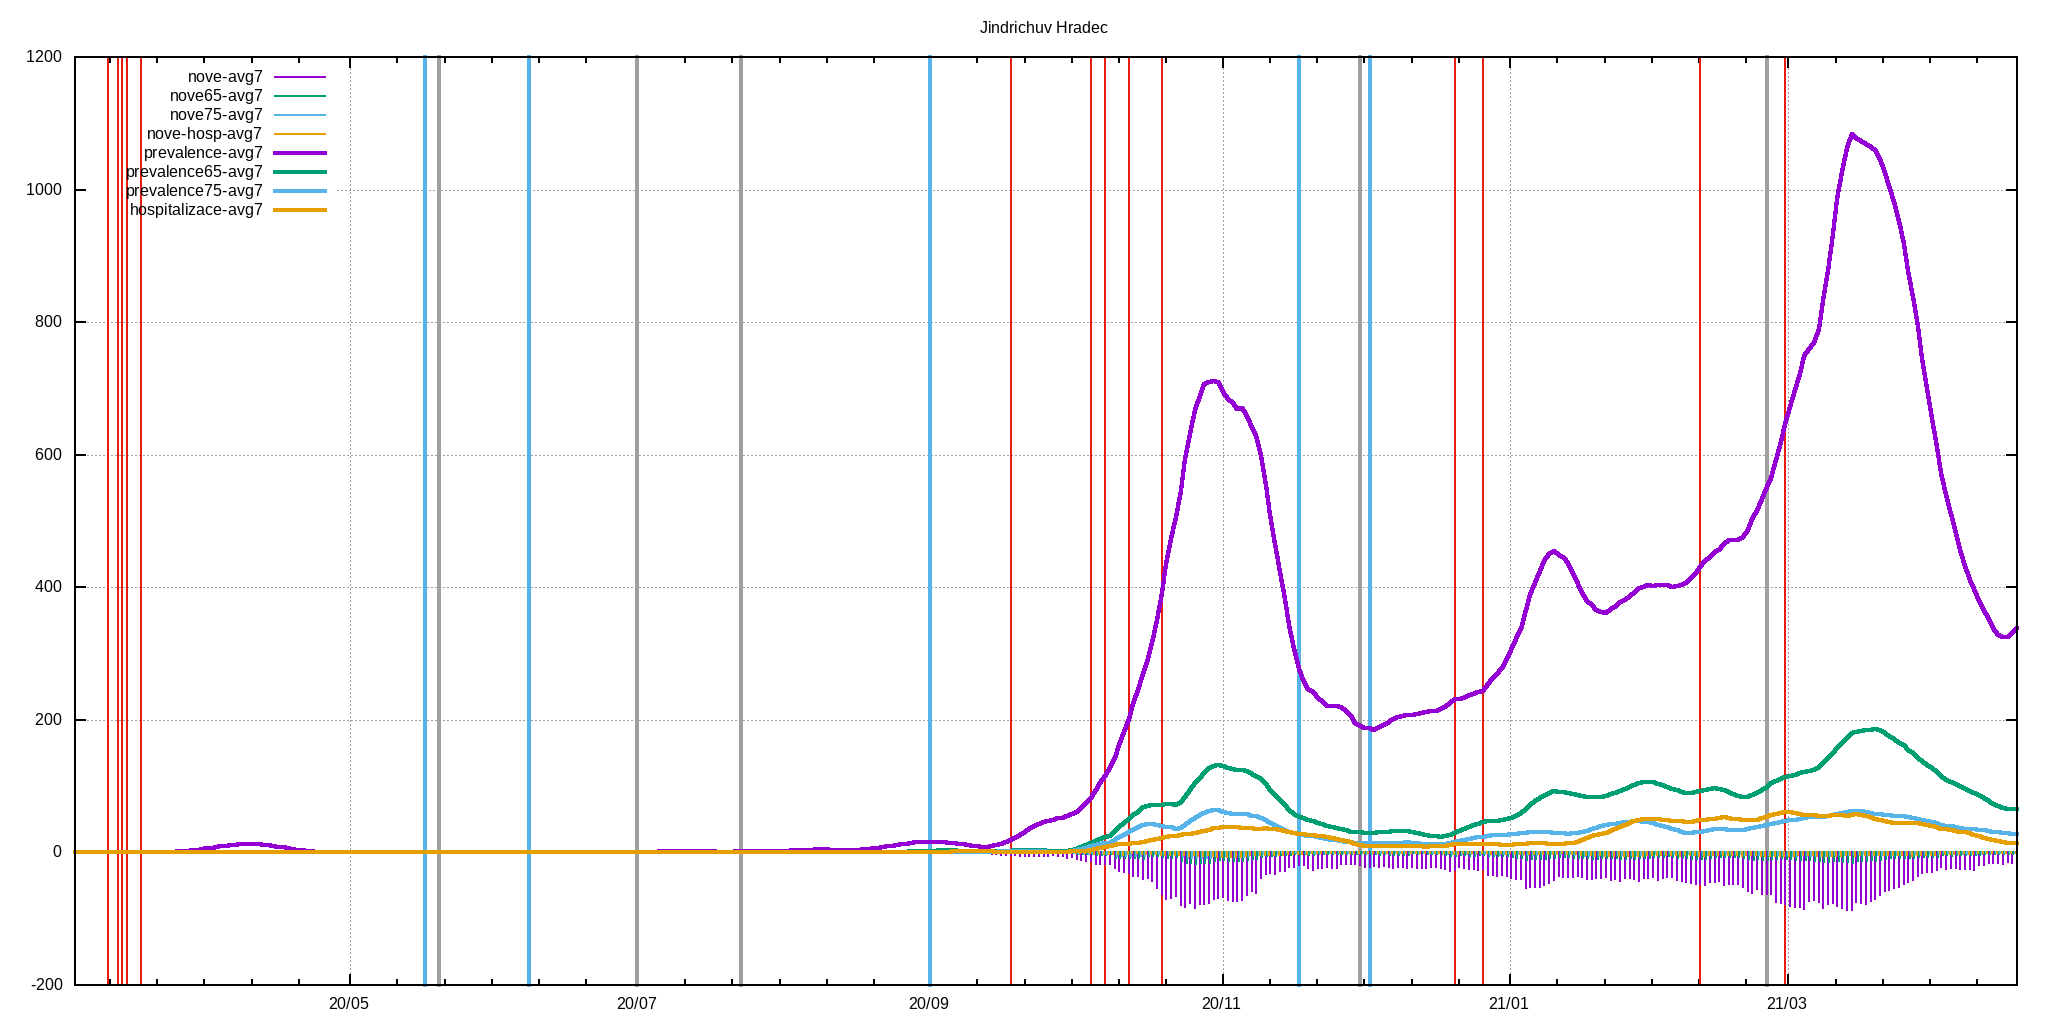 Jindrichuv Hradec
1200
nove-avg7
nove65-avg7
nove75-avg7
nove-hosp-avg7
prevalence-avg7
prevalence65-avg7
prevalence75-avg7
hospitalizace-avg7
1000
800
600
400
200
0
-200
20/05 20/07 20/09 20/11 21/01 21/03